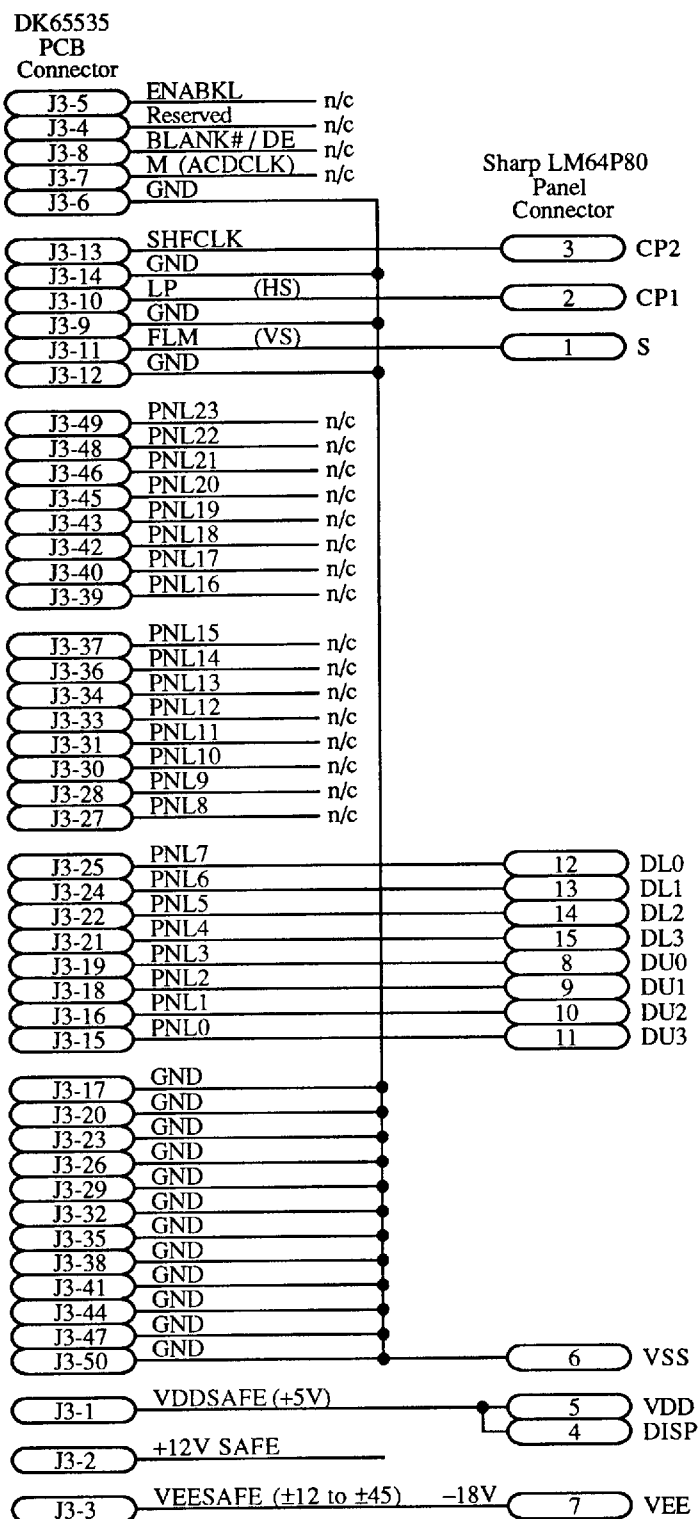 DK65535
PCB
Connector
J3-5 ENABKL n/c
J3-4 Reserved n/c
J3-8 BLANK# / DE n/c
J3-7 M (ACDCLK) n/c
J3-6 GND
Sharp LM64P80
Panel
Connector
J3-13 SHFCLK 3 CP2
J3-14 GND
J3-10 LP (HS) 2 CP1
J3-9 GND
J3-11 FLM (VS) 1 S
J3-12 GND
J3-49 PNL23 n/c
J3-48 PNL22 n/c
J3-46 PNL21 n/c
J3-45 PNL20 n/c
J3-43 PNL19 n/c
J3-42 PNL18 n/c
J3-40 PNL17 n/c
J3-39 PNL16 n/c
J3-37 PNL15 n/c
J3-36 PNL14 n/c
J3-34 PNL13 n/c
J3-33 PNL12 n/c
J3-31 PNL11 n/c
J3-30 PNL10 n/c
J3-28 PNL9 n/c
J3-27 PNL8 n/c
J3-25 PNL7 12 DL0
J3-24 PNL6 13 DL1
J3-22 PNL5 14 DL2
J3-21 PNL4 15 DL3
J3-19 PNL3 8 DU0
J3-18 PNL2 9 DU1
J3-16 PNL1 10 DU2
J3-15 PNL0 11 DU3
J3-17 GND
J3-20 GND
J3-23 GND
J3-26 GND
J3-29 GND
J3-32 GND
J3-35 GND
J3-38 GND
J3-41 GND
J3-44 GND
J3-47 GND
J3-50 GND 6 VSS
J3-1 VDDSAFE (+5V) 5 VDD
4 DISP
J3-2 +12V SAFE
J3-3 VEESAFE (±12 to ±45) –18V 7 VEE